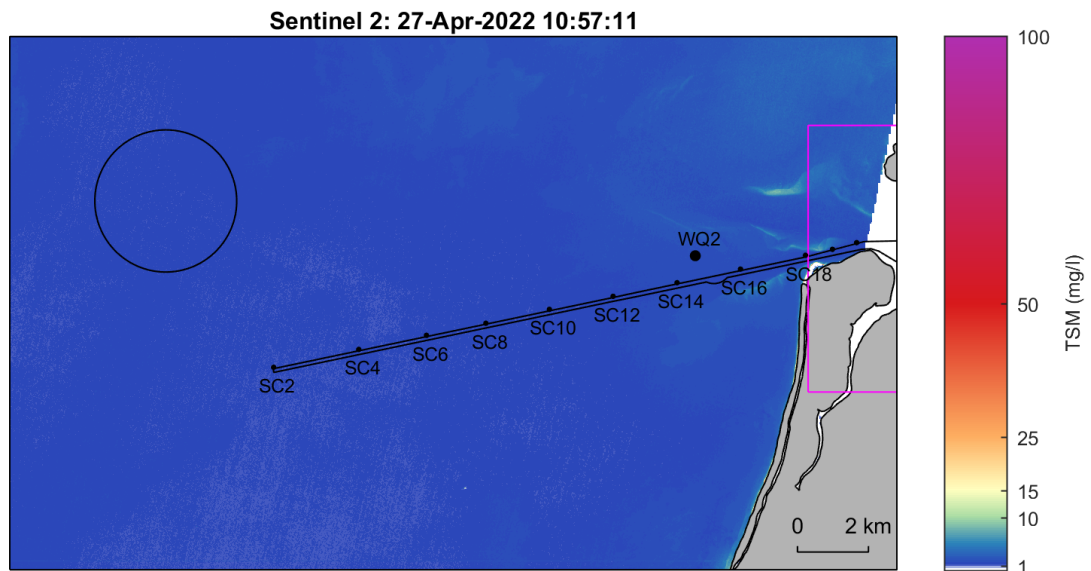 Sentinel 2: 27-Apr-2022 10:57:11
WQ2
SC18
SC16
SC14
SC12
SC10
SC8
SC6
SC4
SC2
0 2 km
100
50
25
15
10
1
TSM (mg/l)